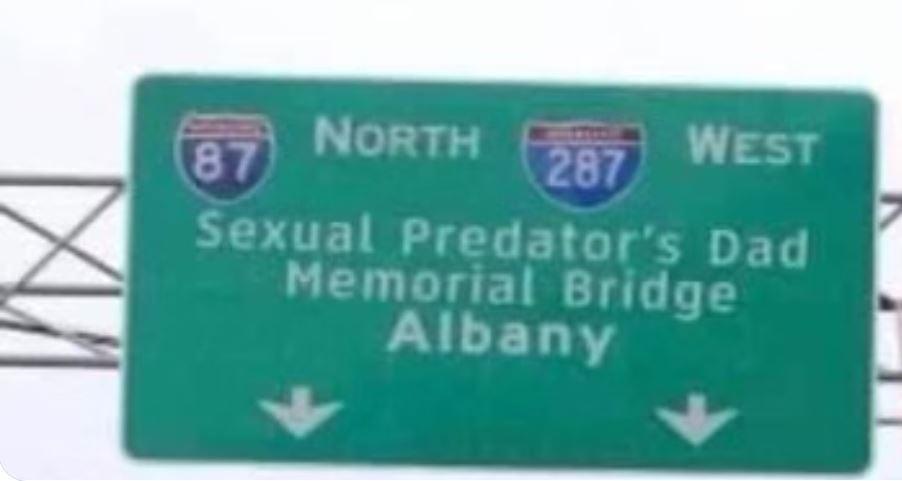 87 NORTH 287 WEST
Sexual Predator's Dad
Memorial Bridge
Albany